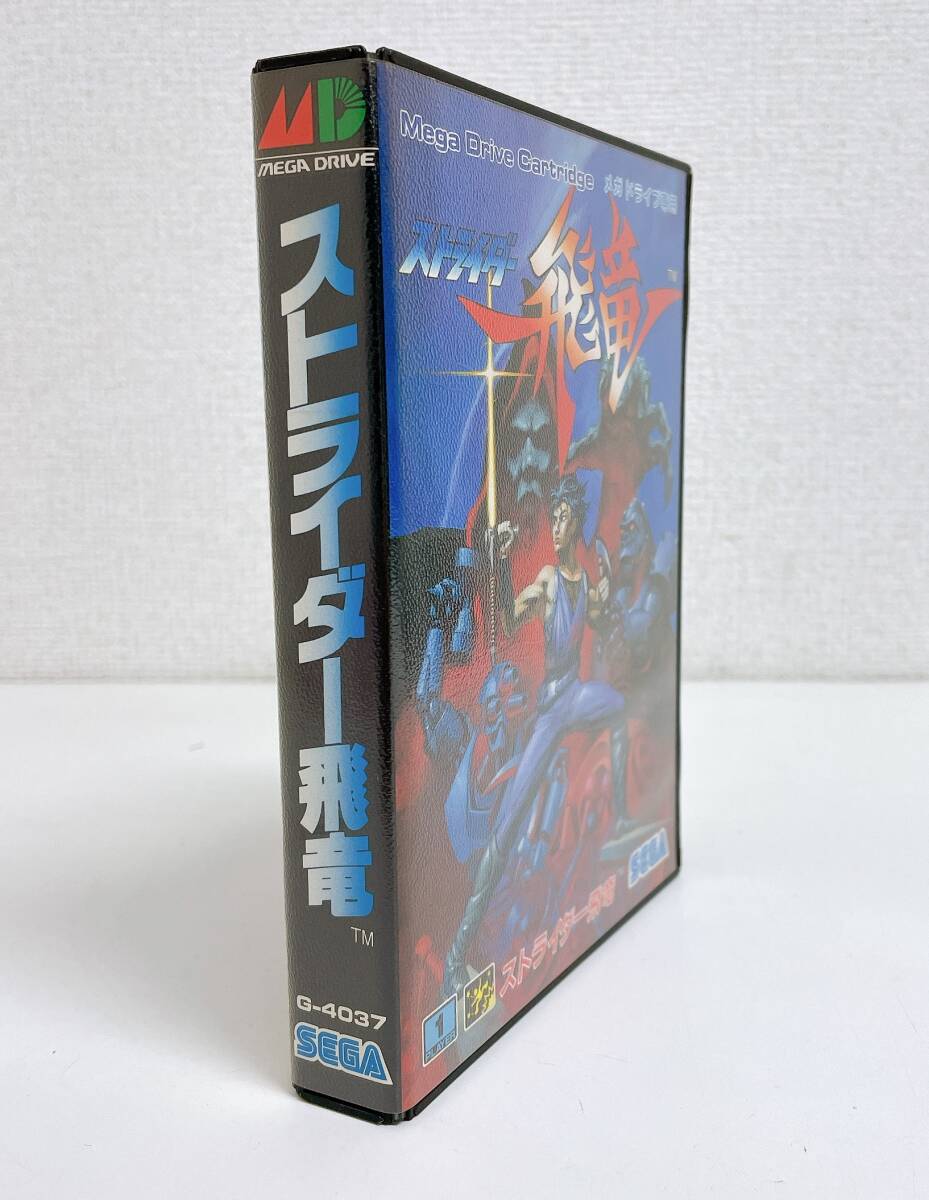 MD
MEGA DRIVE
ストライダー飛竜
TM
G-4037
SEGA
Mega Drive Cartridge メガドライブ専用
ストライダー
飛竜
TM
SEGA
ストライダー飛竜
1
PLAYER